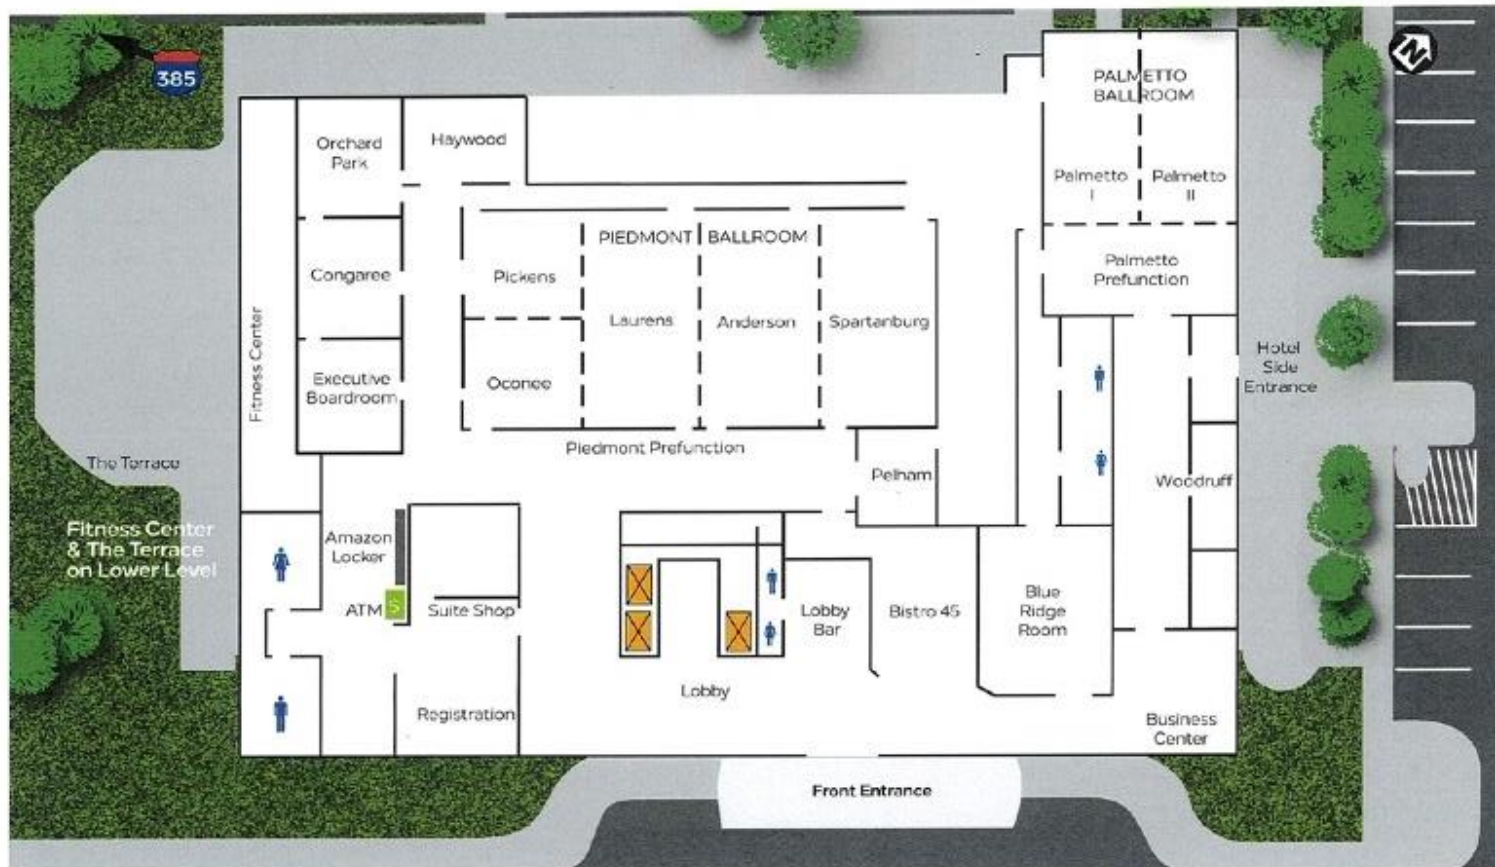 385
N
PALMETTO
BALLROOM
Orchard
Park
Haywood
Palmetto
I
Palmetto
II
PIEDMONT BALLROOM
Palmetto
Prefunction
Congaree
Pickens
Laurens
Anderson
Spartanburg
Hotel
Side
Entrance
Fitness Center
Executive
Boardroom
Oconee
Piedmont Prefunction
The Terrace
Pelham
Woodruff
Fitness Center
& The Terrace
on Lower Level
Amazon
Locker
ATM
S
Suite Shop
Lobby
Bar
Bistro 45
Blue
Ridge
Room
Lobby
Registration
Business
Center
Front Entrance